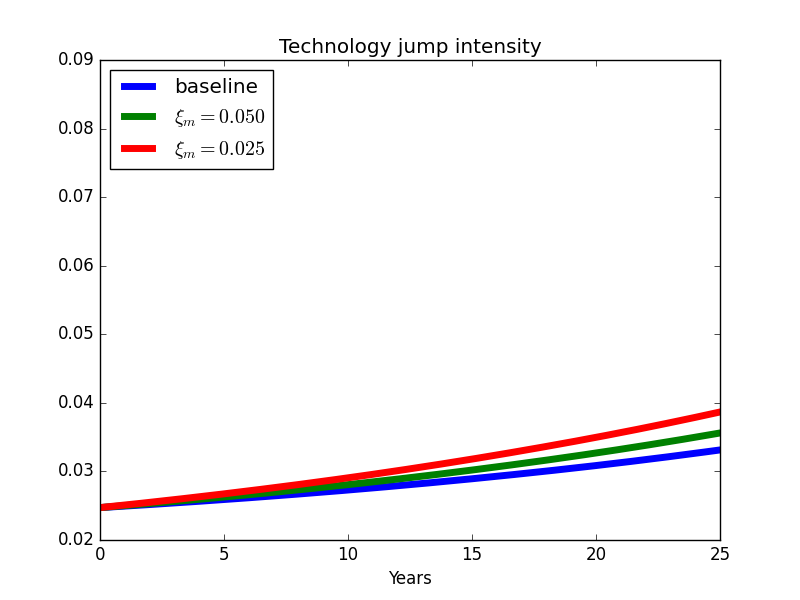 Technology jump intensity
0.09
0.08
0.07
0.06
0.05
0.04
0.03
0.02
baseline
ξm = 0.050
ξm = 0.025
0 5 10 15 20 25
Years